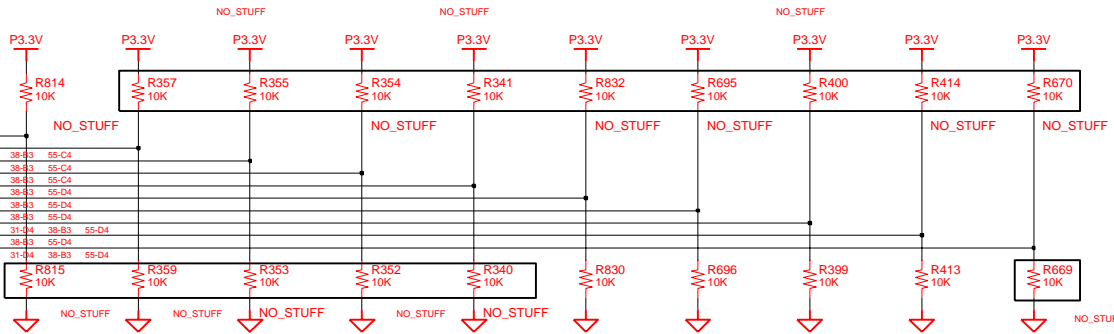 NO_STUFF NO_STUFF NO_STUFF
P3.3V P3.3V P3.3V P3.3V P3.3V P3.3V P3.3V P3.3V P3.3V P3.3V
R814 R357 R355 R354 R341 R832 R695 R400 R414 R670
10K 10K 10K 10K 10K 10K 10K 10K 10K 10K
NO_STUFF NO_STUFF NO_STUFF NO_STUFF NO_STUFF NO_STUFF
38-B3 55-C4
38-B3 55-C4
38-B3 55-C4
38-B3 55-D4
38-B3 55-D4
38-B3 55-D4
31-D4 38-B3 55-D4
38-B3 55-D4
31-D4 38-B3 55-D4
R815 R359 R353 R352 R340 R830 R696 R399 R413 R669
10K 10K 10K 10K 10K 10K 10K 10K 10K 10K
NO_STUFF NO_STUFF NO_STUFF NO_STUFF NO_STUFF